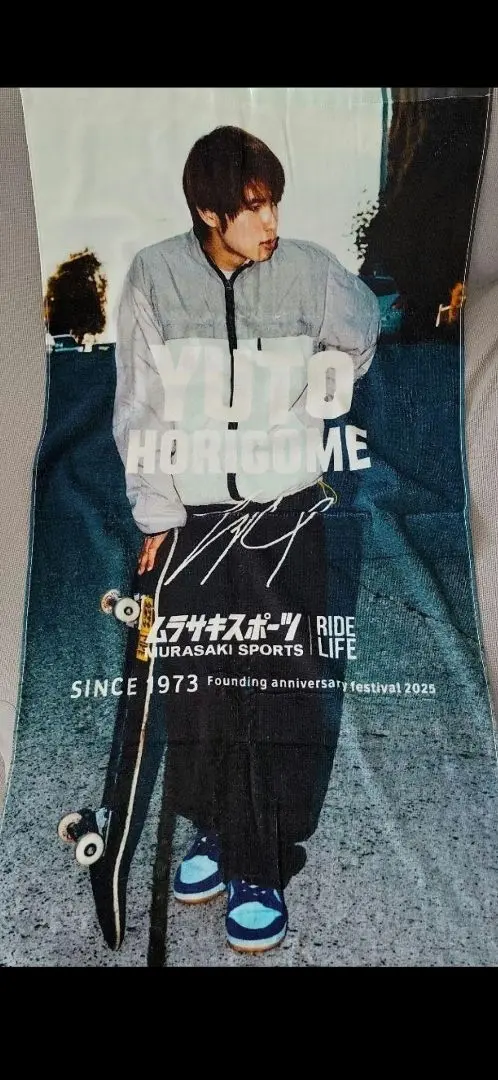 YUTO
HORIGOME
ムラサキスポーツ
MURASAKI SPORTS
RIDE
LIFE
SINCE 1973 Founding anniversary festival 2025